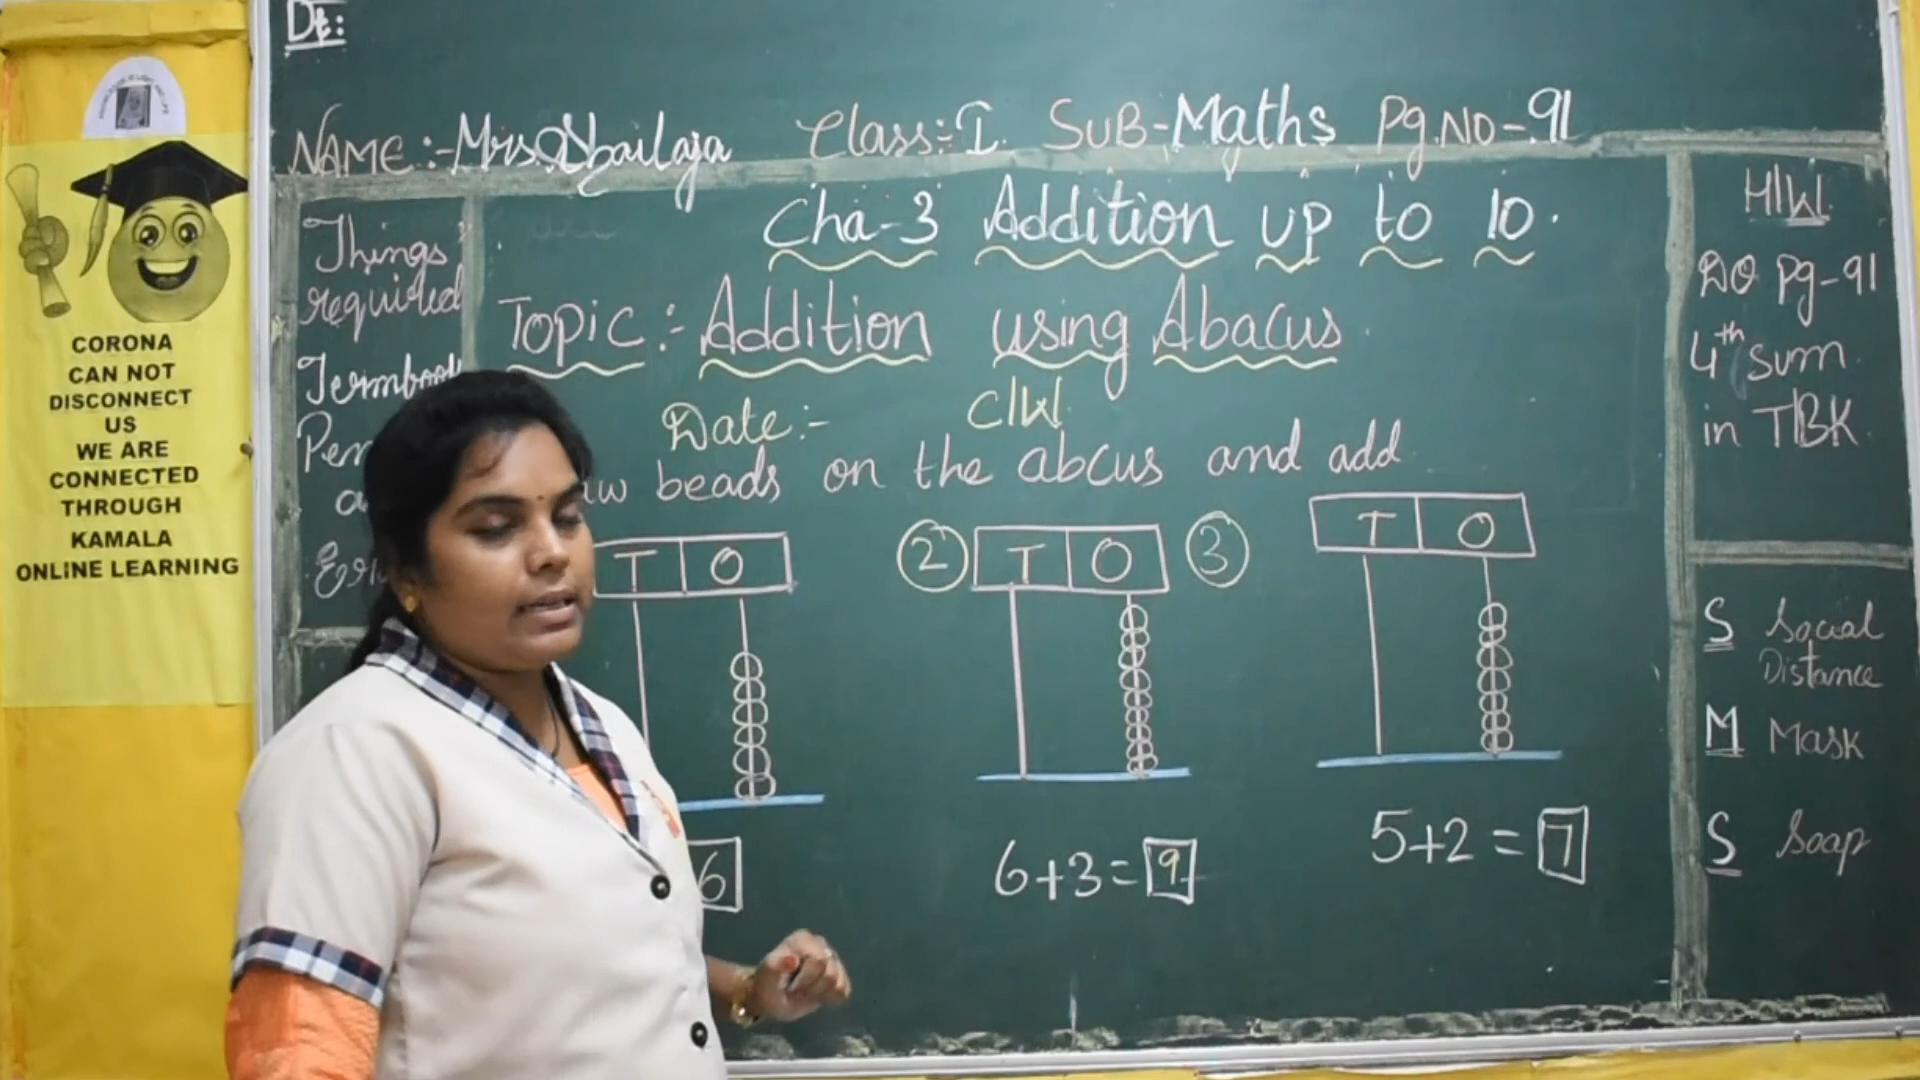 Dt:
NAME:-Mrs. Shailaja Class:-I SUB-Maths Pg.NO-91
Cha-3 Addition up to 10.
Topic:- Addition using Abacus
Date:- C/W
beads on the abcus and add
T O
② T O
③ T O
6
6+3=9
5+2=7
Things
required
H/W
DO Pg-91
4th sum
in T/BK
S Social
Distance
M Mask
S Soap
CORONA
CAN NOT
DISCONNECT
US
WE ARE
CONNECTED
THROUGH
KAMALA
ONLINE LEARNING